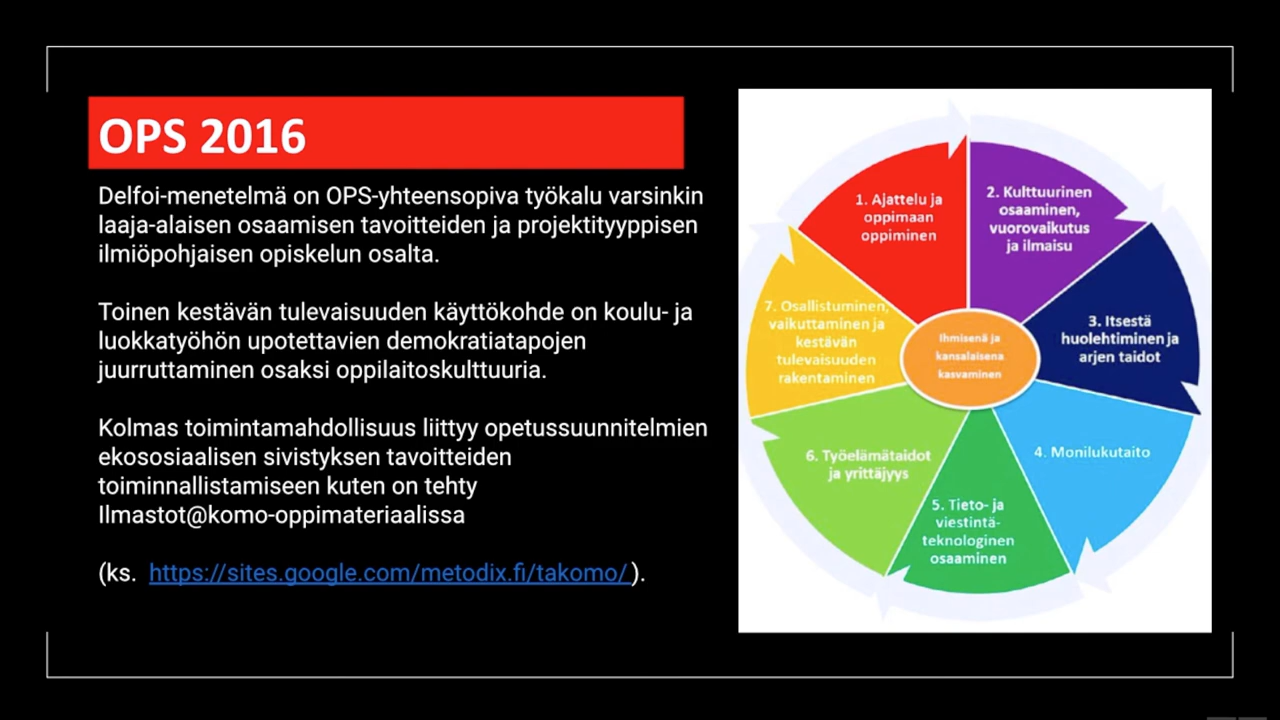 OPS 2016
Delfoi-menetelmä on OPS-yhteensopiva työkalu varsinkin
laaja-alaisen osaamisen tavoitteiden ja projektityyppisen
ilmiöpohjaisen opiskelun osalta.
Toinen kestävän tulevaisuuden käyttökohde on koulu- ja
luokkatyöhön upotettavien demokratiatapojen
juurruttaminen osaksi oppilaitoskulttuuria.
Kolmas toimintamahdollisuus liittyy opetussuunnitelmien
ekososiaalisen sivistyksen tavoitteiden
toiminnallistamiseen kuten on tehty
Ilmastot@komo-oppimateriaalissa
(ks. https://sites.google.com/metodix.fi/takomo/ ).
1. Ajattelu ja
oppimaan
oppiminen
2. Kulttuurinen
osaaminen,
vuorovaikutus
ja ilmaisu
3. Itsestä
huolehtiminen ja
arjen taidot
4. Monilukutaito
5. Tieto- ja
viestintä-
teknologinen
osaaminen
6. Työelämätaidot
ja yrittäjyys
7. Osallistuminen,
vaikuttaminen ja
kestävän
tulevaisuuden
rakentaminen
Ihmisenä ja
kansalaisena
kasvaminen